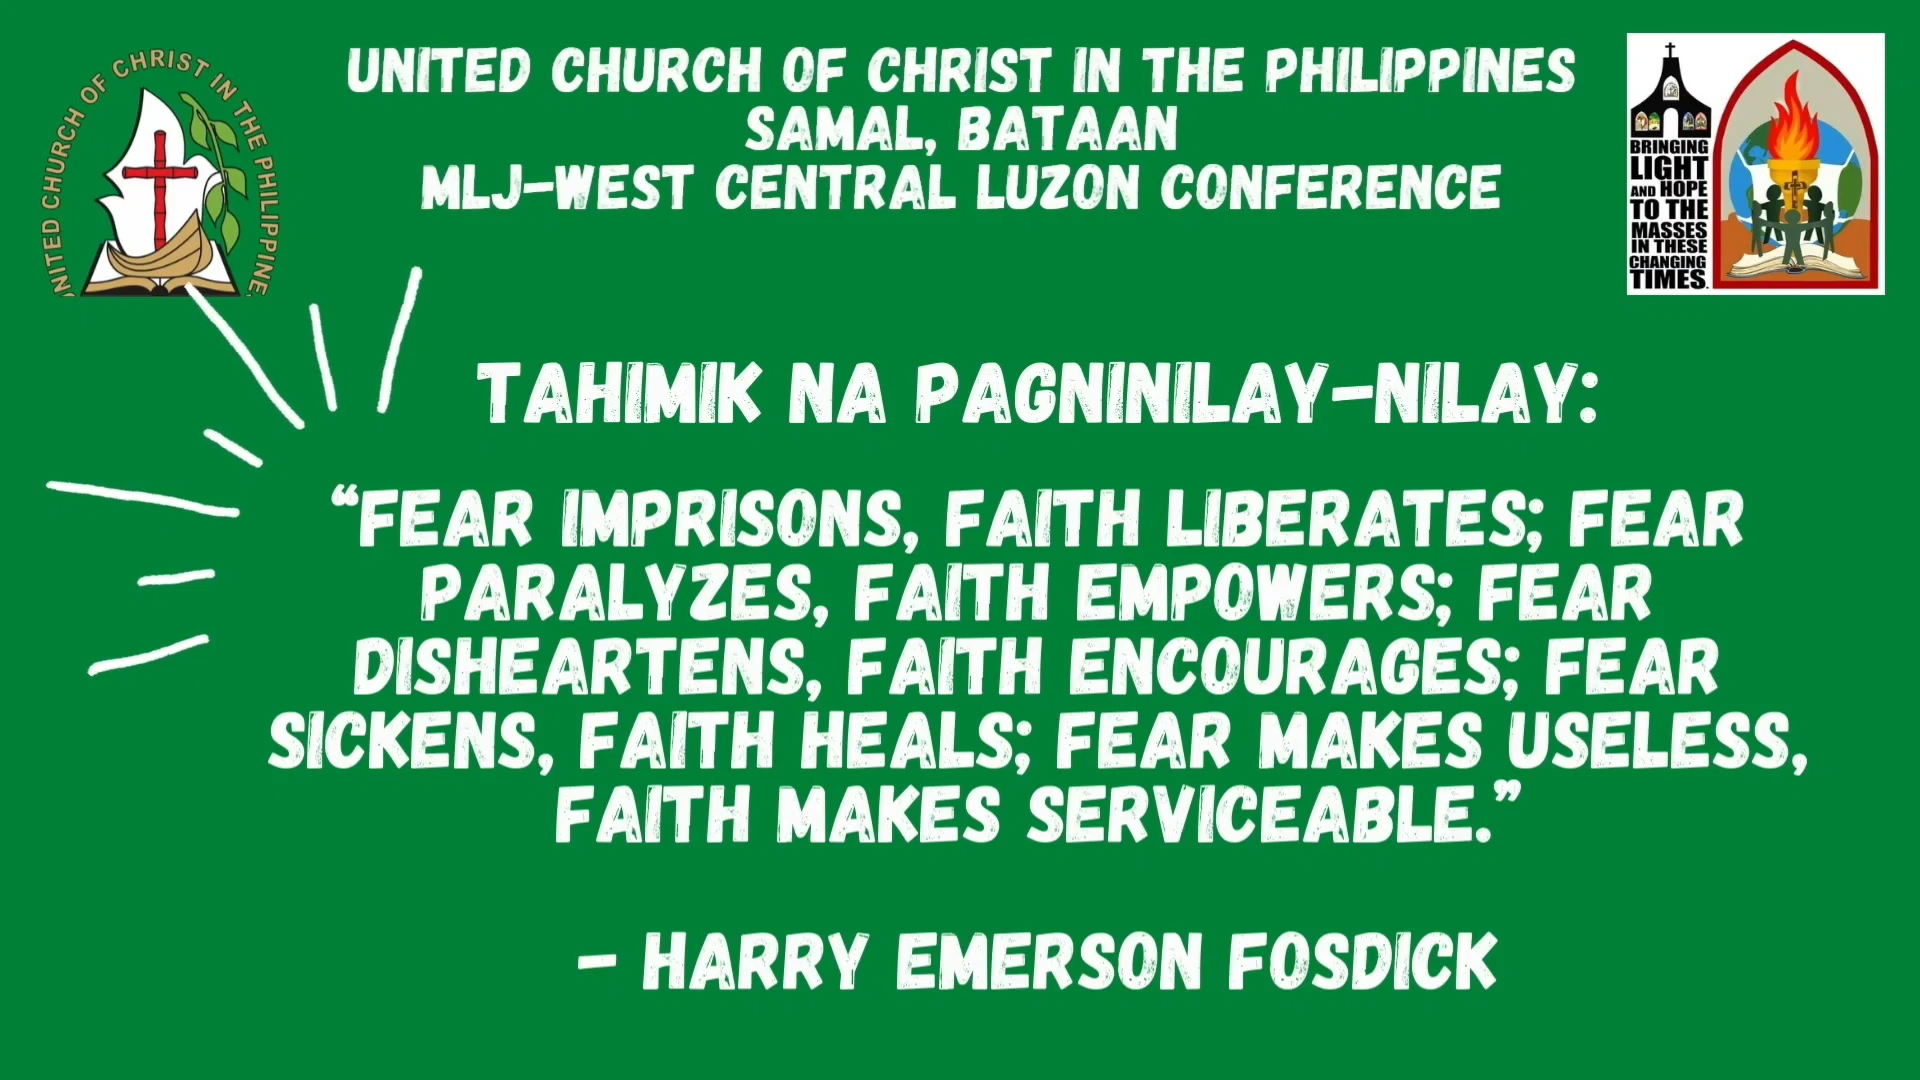 UNITED CHURCH OF CHRIST IN THE PHILIPPINES
UNITED CHURCH OF CHRIST IN THE PHILIPPINES
SAMAL, BATAAN
MLJ-WEST CENTRAL LUZON CONFERENCE
BRINGING
LIGHT
AND HOPE
TO THE
MASSES
IN THESE
CHANGING
TIMES.
TAHIMIK NA PAGNINILAY-NILAY:
“FEAR IMPRISONS, FAITH LIBERATES; FEAR
PARALYZES, FAITH EMPOWERS; FEAR
DISHEARTENS, FAITH ENCOURAGES; FEAR
SICKENS, FAITH HEALS; FEAR MAKES USELESS,
FAITH MAKES SERVICEABLE.”
- HARRY EMERSON FOSDICK